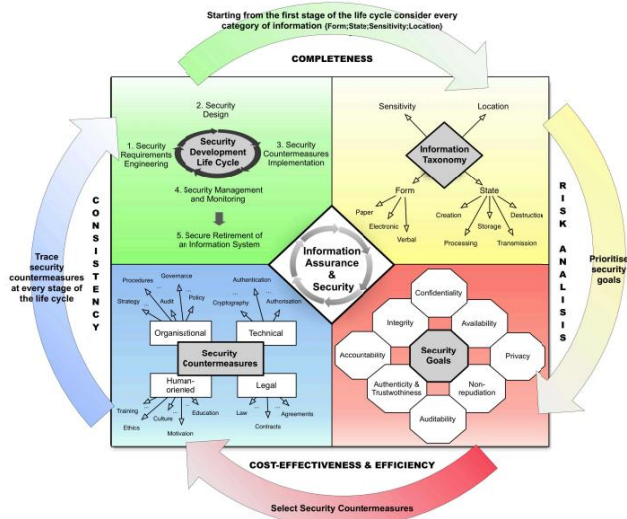 Starting from the first stage of the life cycle consider every
category of information {Form;State;Sensitivity;Location}
COMPLETENESS
2. Security
Design
1. Security
Requirements
Engineering
Security
Development
Life Cycle
3. Security
Countermeasures
Implementation
4. Security Management
and Monitoring
5. Secure Retirement of
an Information System
Sensitivity
Location
Information
Taxonomy
Form
State
Paper
Electronic
Verbal
Creation
Processing
Storage
Transmission
Destruction
CONSISTENCY
Trace
security
countermeasures
at every stage of
the life cycle
RISK ANALISIS
Prioritise
security
goals
Information
Assurance
& Security
Procedures
Governance
Strategy
Audit
Policy
...
Organisitional
Authentication
Cryptography
Authorisation
...
Technical
Security
Countermeasures
Human-
oriented
Legal
Training
...
Culture
...
Education
Ethics
Motivaion
Law
...
Agreements
Contracts
Confidentiality
Integrity
Availability
Accountability
Security
Goals
Privacy
Authenticity &
Trustwothiness
Non-
repudiation
Auditability
COST-EFFECTIVENESS & EFFICIENCY
Select Security Countermeasures